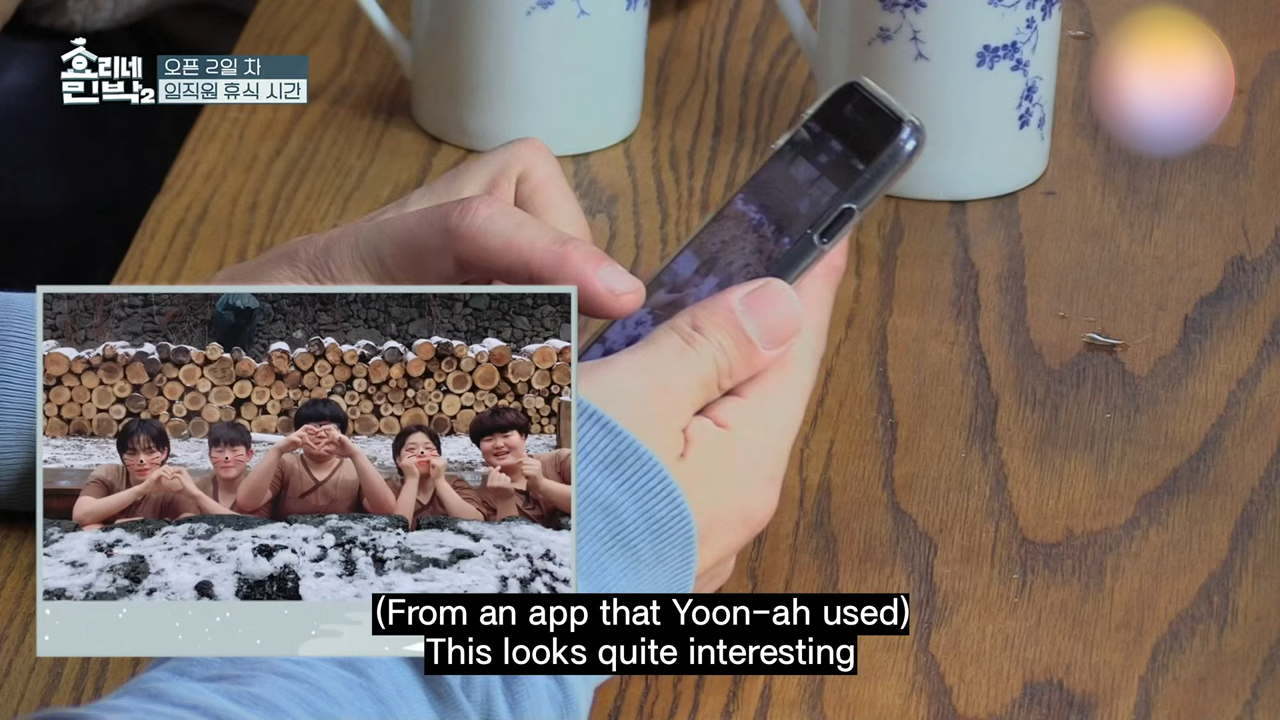 효리네
민박2
오픈 2일 차
임직원 휴식 시간
(From an app that Yoon-ah used)
This looks quite interesting